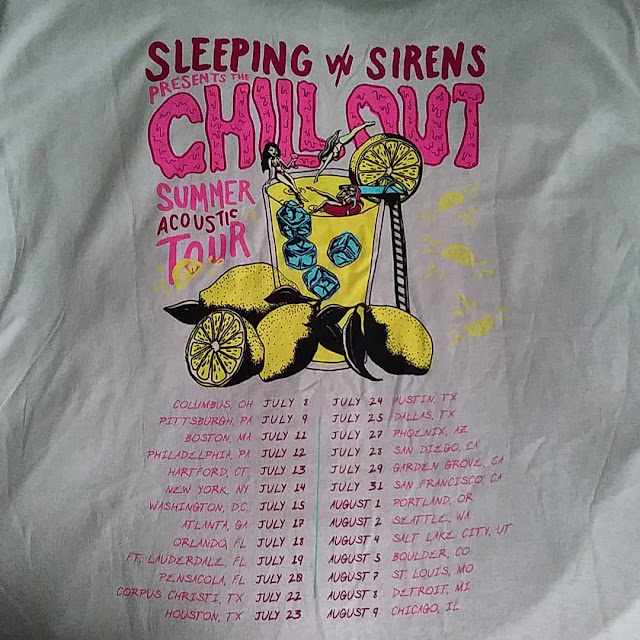 SLEEPING W/ SIRENS
PRESENTS THE
CHILL OUT
SUMMER
ACOUSTIC
TOUR
COLUMBUS, OH JULY 8
PITTSBURGH, PA JULY 9
BOSTON, MA JULY 11
PHILADELPHIA, PA JULY 12
HARTFORD, CT JULY 13
NEW YORK, NY JULY 14
WASHINGTON, D.C. JULY 15
ATLANTA, GA JULY 17
ORLANDO, FL JULY 18
FT. LAUDERDALE, FL JULY 19
PENSACOLA, FL JULY 20
CORPUS CHRISTI, TX JULY 22
HOUSTON, TX JULY 23
JULY 24 AUSTIN, TX
JULY 25 DALLAS, TX
JULY 27 PHOENIX, AZ
JULY 28 SAN DIEGO, CA
JULY 29 GARDEN GROVE, CA
JULY 31 SAN FRANCISCO, CA
AUGUST 1 PORTLAND, OR
AUGUST 2 SEATTLE, WA
AUGUST 4 SALT LAKE CITY, UT
AUGUST 5 BOULDER, CO
AUGUST 7 ST. LOUIS, MO
AUGUST 8 DETROIT, MI
AUGUST 9 CHICAGO, IL